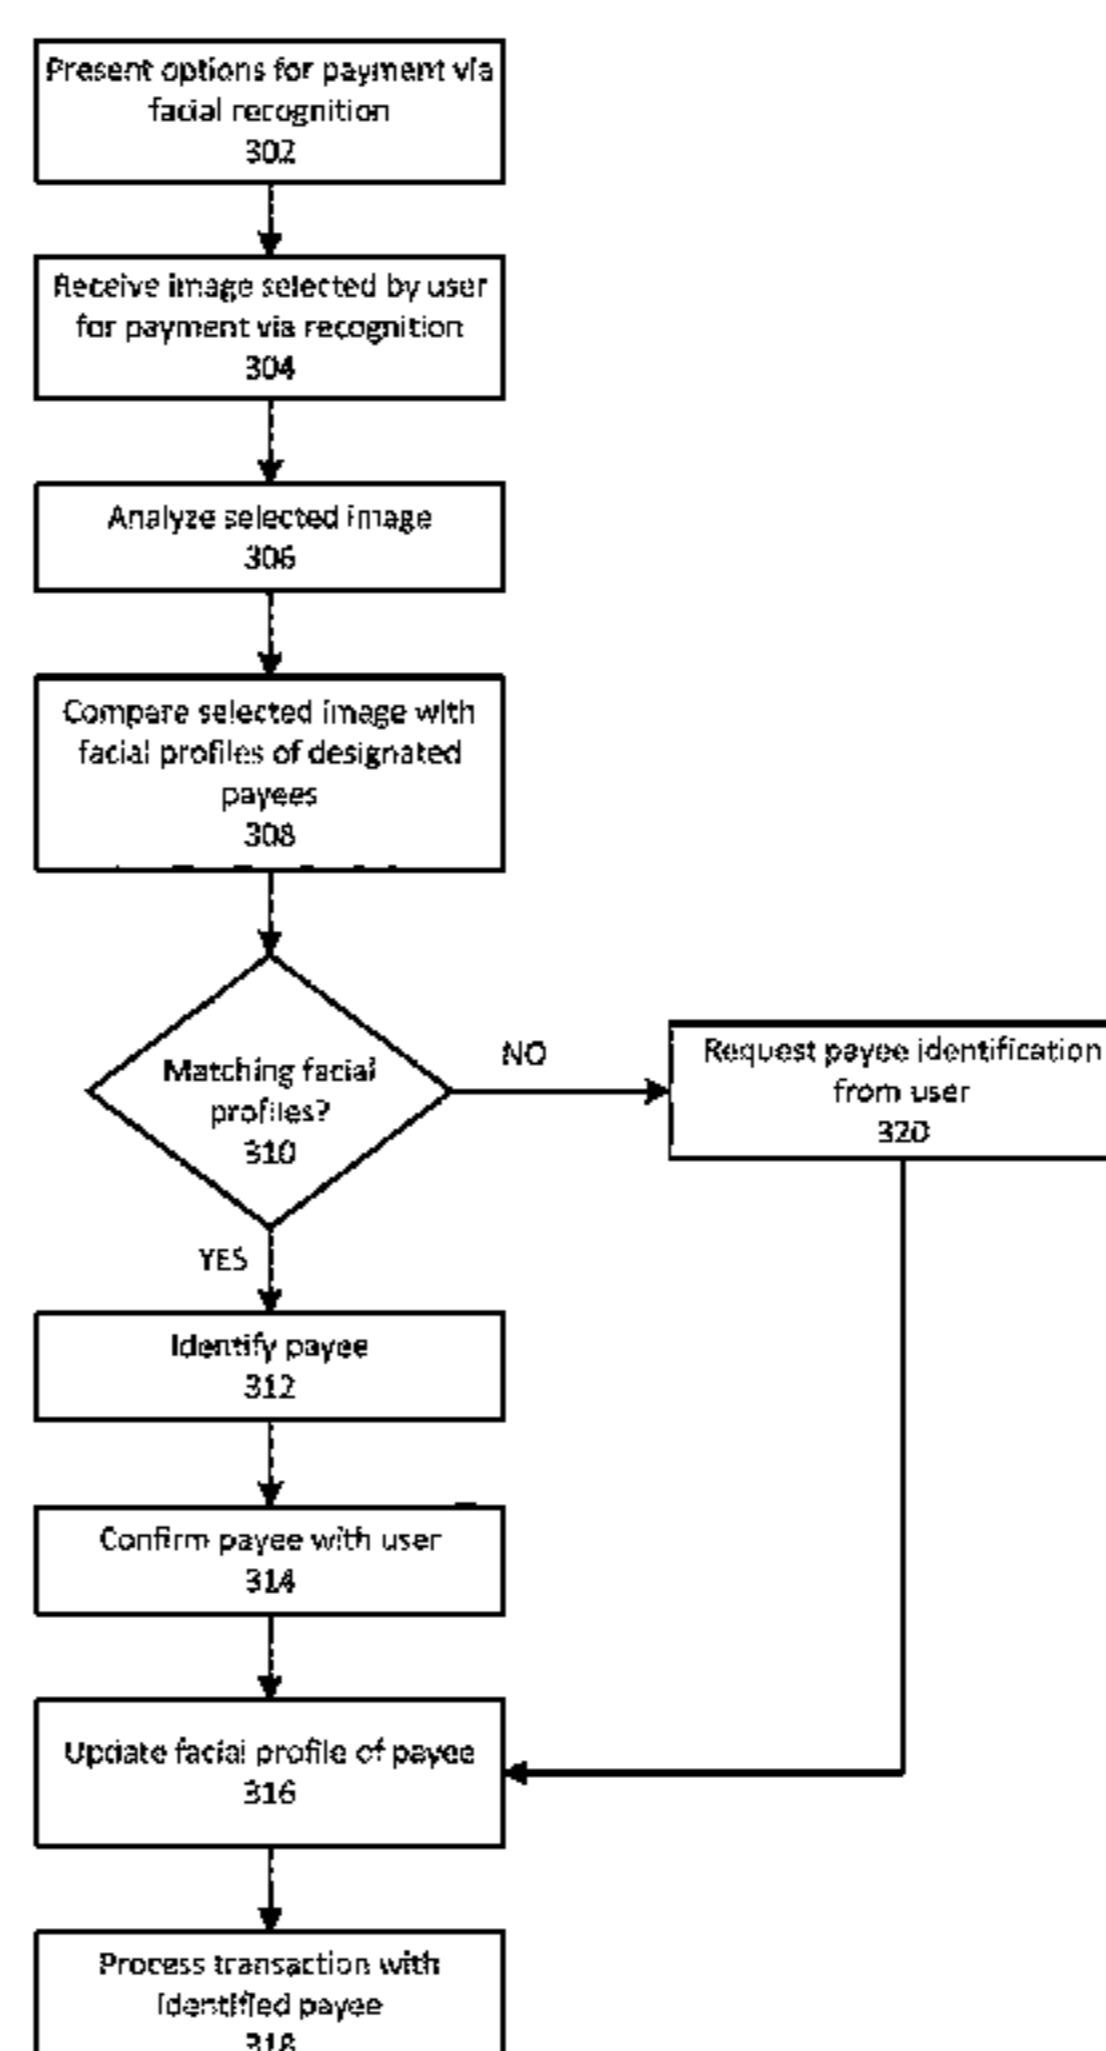 Present options for payment via
facial recognition
302
Receive image selected by user
for payment via recognition
304
Analyze selected image
306
Compare selected image with
facial profiles of designated
payees
308
Matching facial
profiles?
310
NO
Request payee identification
from user
320
YES
Identify payee
312
Confirm payee with user
314
Update facial profile of payee
316
Process transaction with
identified payee
318